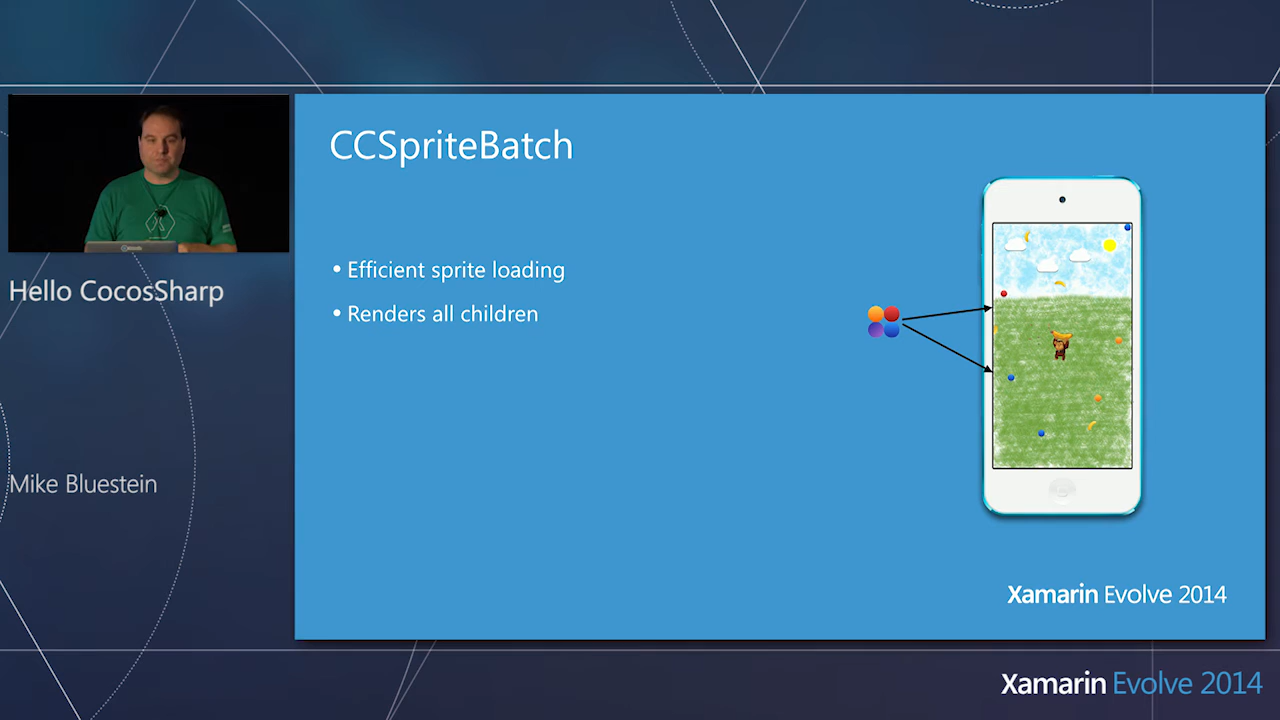 CCSpriteBatch
• Efficient sprite loading
• Renders all children
Hello CocosSharp
Mike Bluestein
Xamarin Evolve 2014
Xamarin Evolve 2014